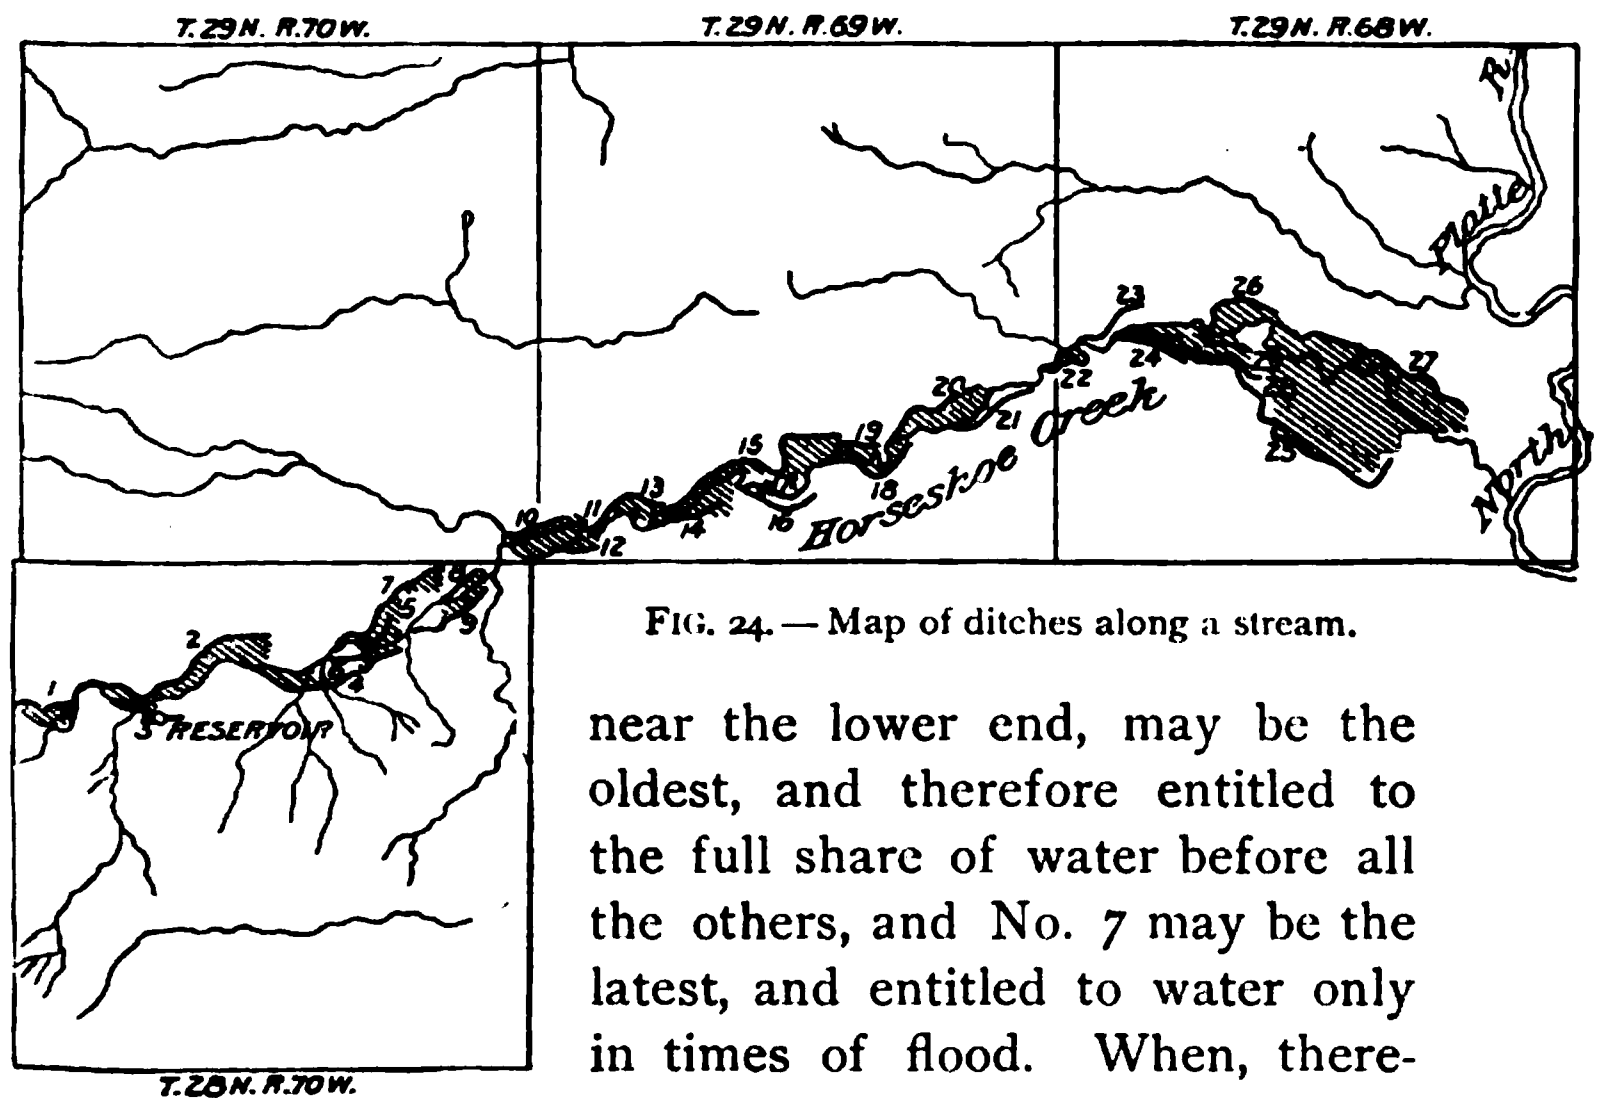 T.29N. R.70W.
T.29N. R.69W.
T.29N. R.68W.
R.
Platte
23
26
27
24
22
20
21
25
North
Horseshoe Creek
19
18
15
16
13
14
11
10
12
7
8
5
9
2
6
4
1
3 RESERVOIR
T.28N. R.70W.
FIG. 24.—Map of ditches along a stream.
near the lower end, may be the
oldest, and therefore entitled to
the full share of water before all
the others, and No. 7 may be the
latest, and entitled to water only
in times of flood. When, there-